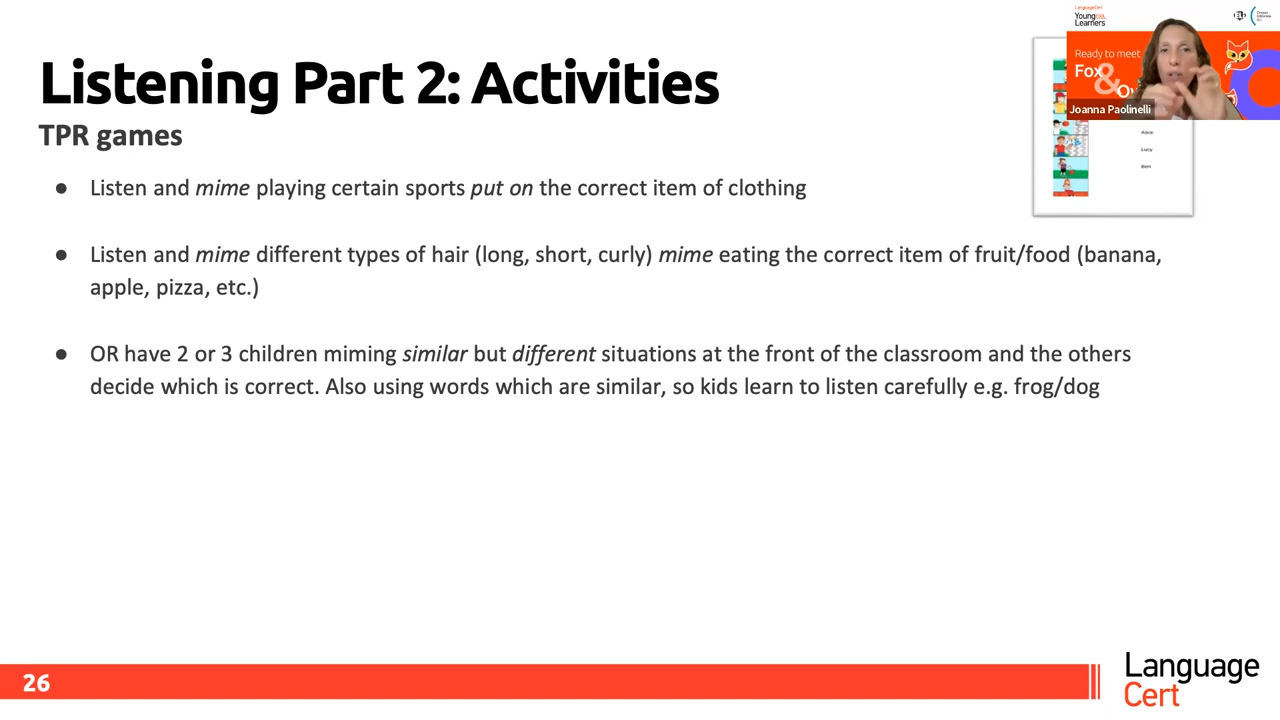 Listening Part 2: Activities
TPR games
● Listen and mime playing certain sports put on the correct item of clothing
● Listen and mime different types of hair (long, short, curly) mime eating the correct item of fruit/food (banana,
apple, pizza, etc.)
● OR have 2 or 3 children miming similar but different situations at the front of the classroom and the others
decide which is correct. Also using words which are similar, so kids learn to listen carefully e.g. frog/dog
LanguageCert
Young
Learners
Ready to meet
Fox
&
Joanna Paolinelli
Alice
Lucy
Ben
26
Language
Cert